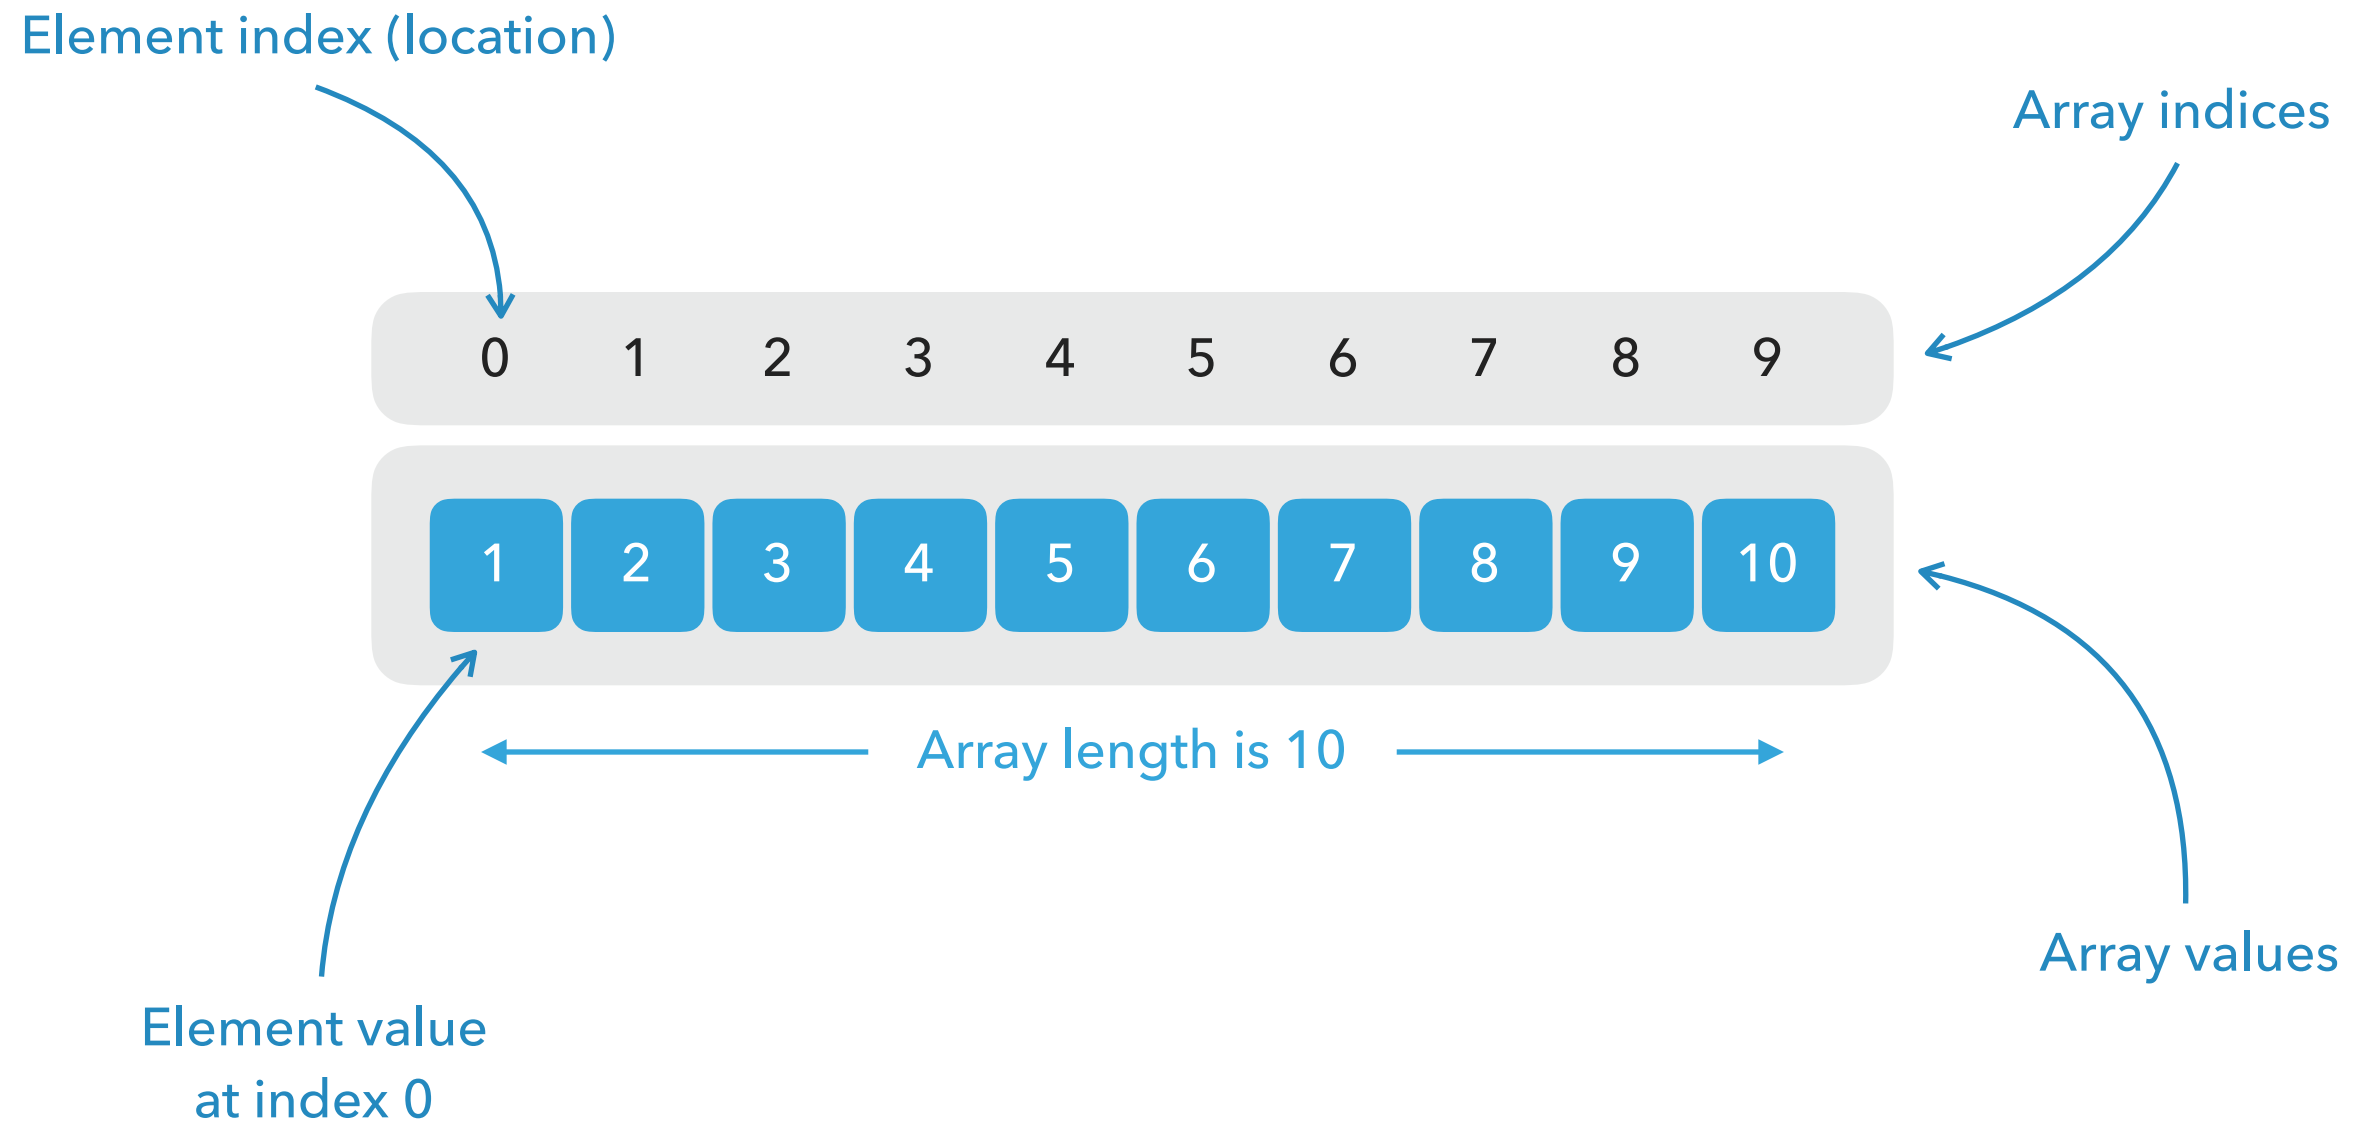 Element index (location)
Array indices
0 1 2 3 4 5 6 7 8 9
1 2 3 4 5 6 7 8 9 10
Array length is 10
Array values
Element value
at index 0